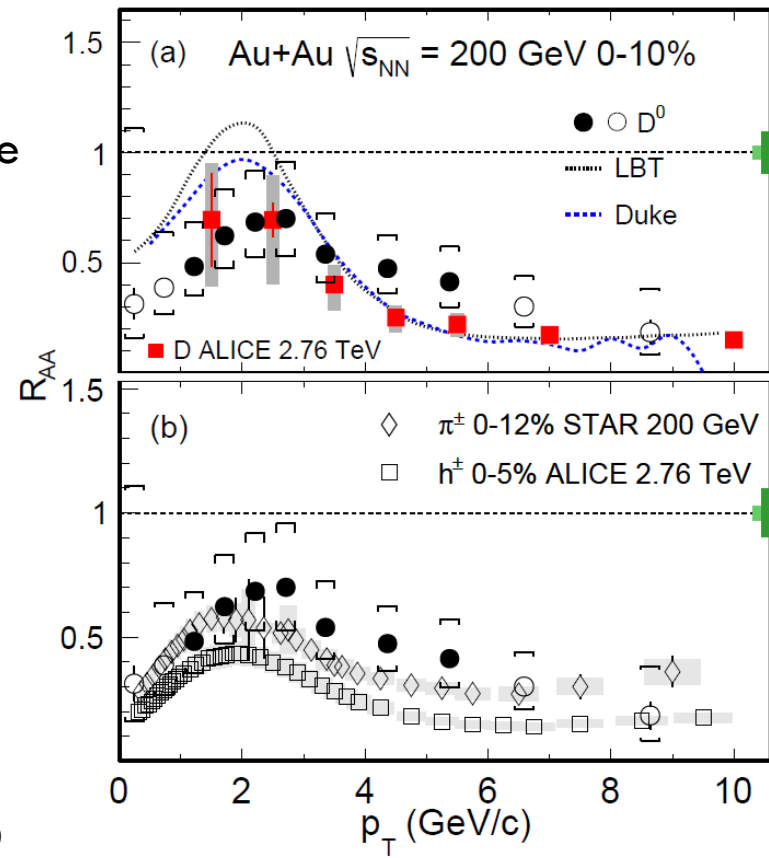 1.5
(a) Au+Au √sNN = 200 GeV 0-10%
e
D⁰
1
LBT
Duke
0.5
D ALICE 2.76 TeV
RAA
1.5
(b) π± 0-12% STAR 200 GeV
h± 0-5% ALICE 2.76 TeV
1
0.5
0 2 4 6 8 10
pT (GeV/c)
)